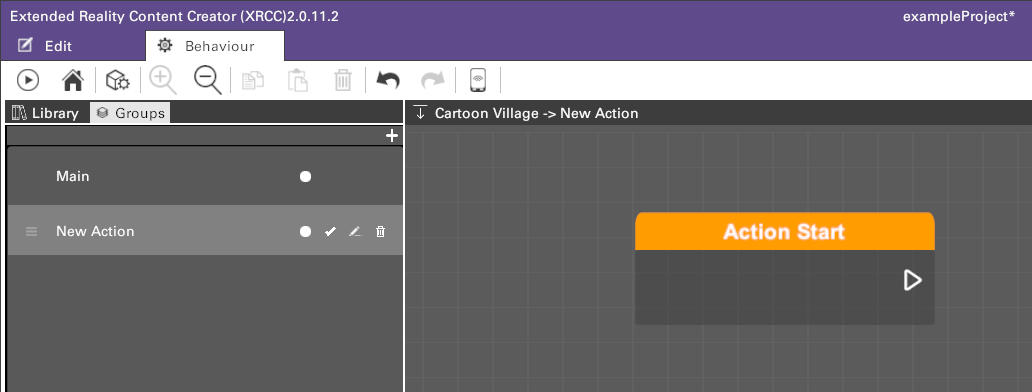 Extended Reality Content Creator (XRCC)2.0.11.2
exampleProject*
Edit
Behaviour
Library
Groups
Cartoon Village -> New Action
Main
New Action
Action Start